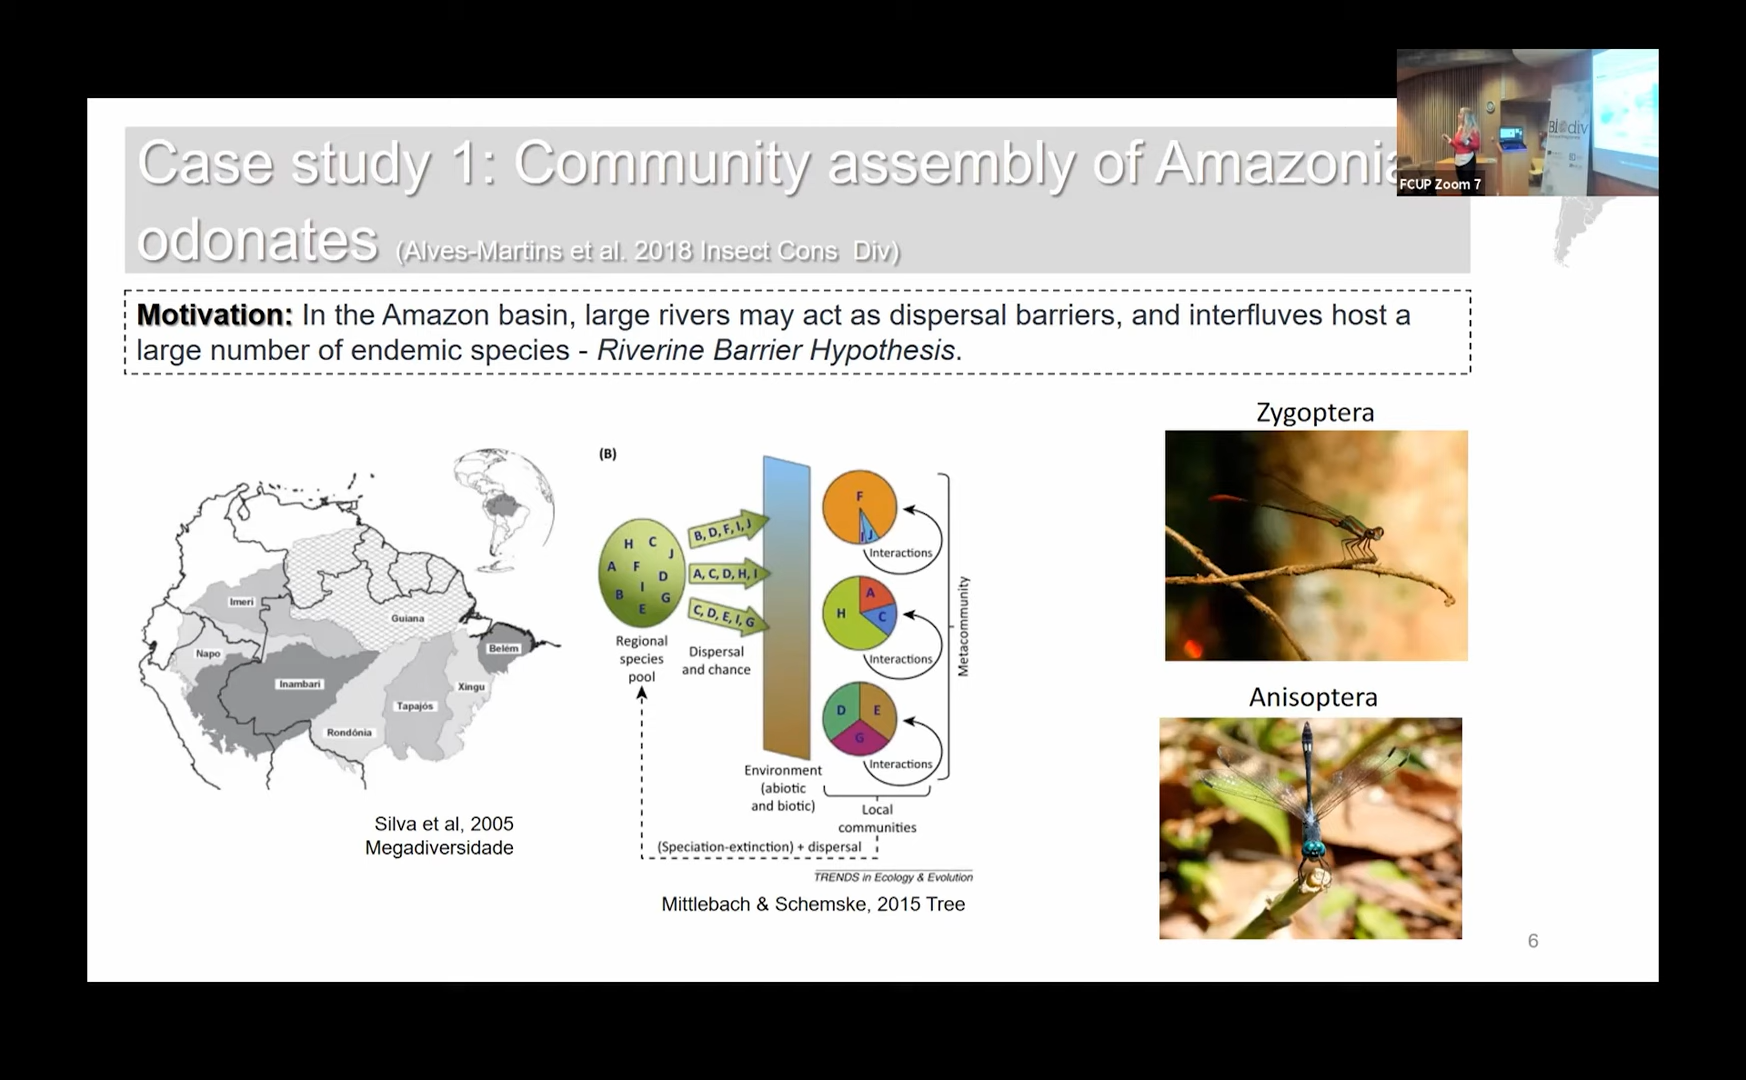 Case study 1: Community assembly of Amazonia
odonates (Alves-Martins et al. 2018 Insect Cons Div)
FCUP Zoom 7
Biodiv
Motivation: In the Amazon basin, large rivers may act as dispersal barriers, and interfluves host a
large number of endemic species - Riverine Barrier Hypothesis.
Imeri
Guiana
Napo
Belém
Inambari
Xingu
Tapajós
Rondônia
Silva et al, 2005
Megadiversidade
(B)
H C J
A F D
I
B G
E
Regional
species
pool
B, D, F, I, J
A, C, D, H, I
C, D, E, I, G
Dispersal
and chance
Environment
(abiotic
and biotic)
F
I J
Interactions
A
H C
Interactions
D E
G
Interactions
Metacommunity
Local
communities
(Speciation-extinction) + dispersal
TRENDS in Ecology & Evolution
Mittlebach & Schemske, 2015 Tree
Zygoptera
Anisoptera
6